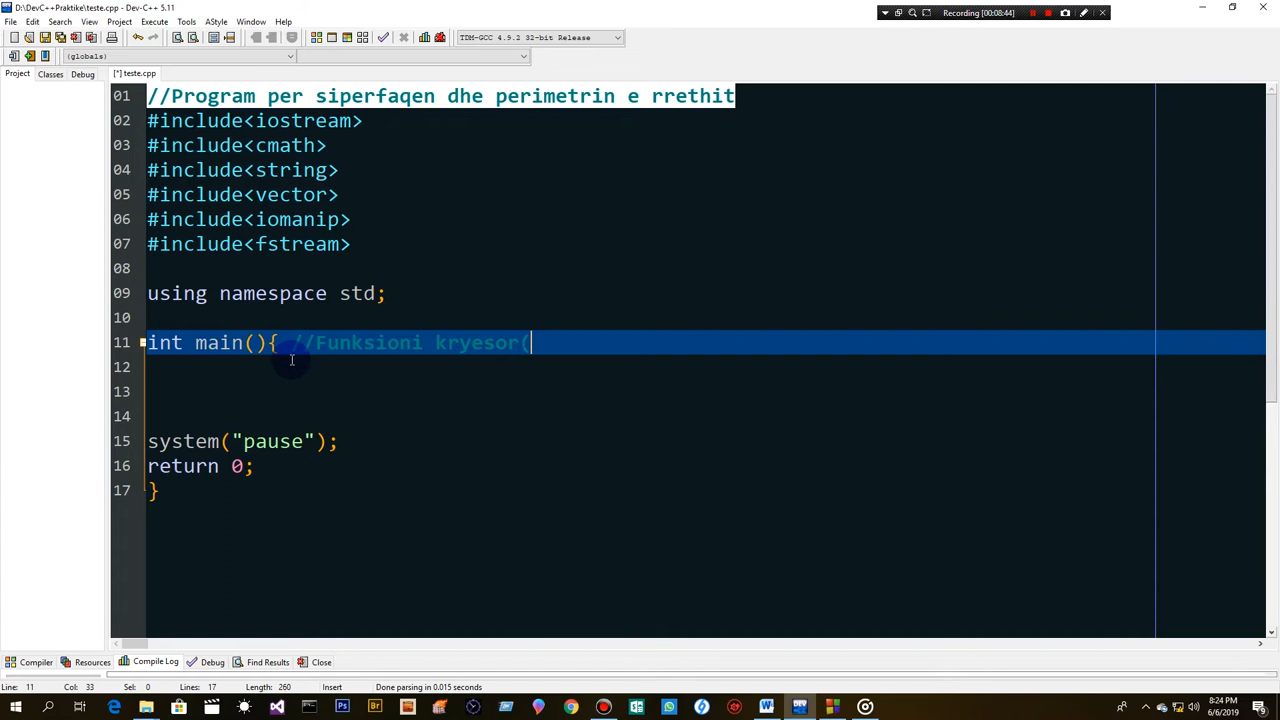 D:\DevC++Praktike\teste.cpp - Dev-C++ 5.11
Recording [00:08:44]
File Edit Search View Project Execute Tools AStyle Window Help
TDM-GCC 4.9.2 32-bit Release
(globals)
Project Classes Debug [*] teste.cpp
01 //Program per siperfaqen dhe perimetrin e rrethit
02 #include<iostream>
03 #include<cmath>
04 #include<string>
05 #include<vector>
06 #include<iomanip>
07 #include<fstream>
08
09 using namespace std;
10
11 int main(){ //Funksioni kryesor(
12
13
14
15 system("pause");
16 return 0;
17 }
Compiler Resources Compile Log Debug Find Results Close
Line: 11 Col: 33 Sel: 0 Lines: 17 Length: 260 Insert Done parsing in 0.015 seconds
8:24 PM
6/6/2019